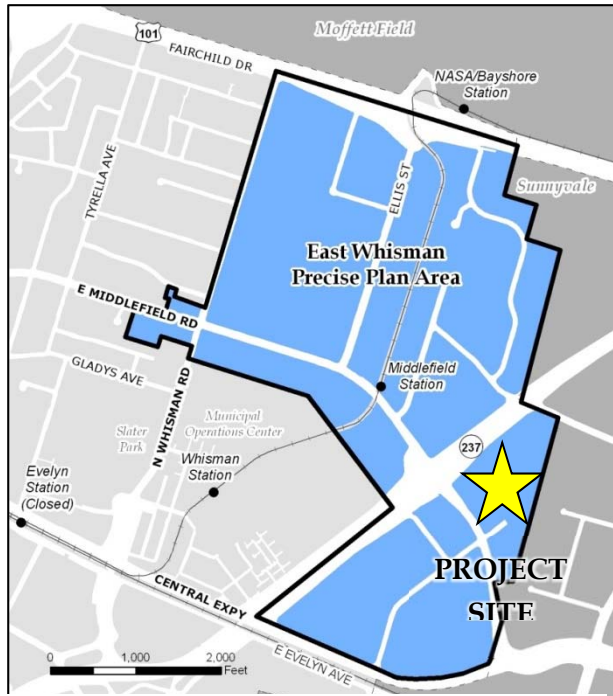 Moffett Field
101
FAIRCHILD DR
NASA/Bayshore
Station
TYRELLA AVE
ELLIS ST
Sunnyvale
East Whisman
Precise Plan Area
E MIDDLEFIELD RD
GLADYS AVE
N WHISMAN RD
Middlefield
Station
Slater
Park
Municipal
Operations Center
237
Evelyn
Station
(Closed)
Whisman
Station
PROJECT
SITE
CENTRAL EXPY
E EVELYN AVE
0 1,000 2,000
Feet